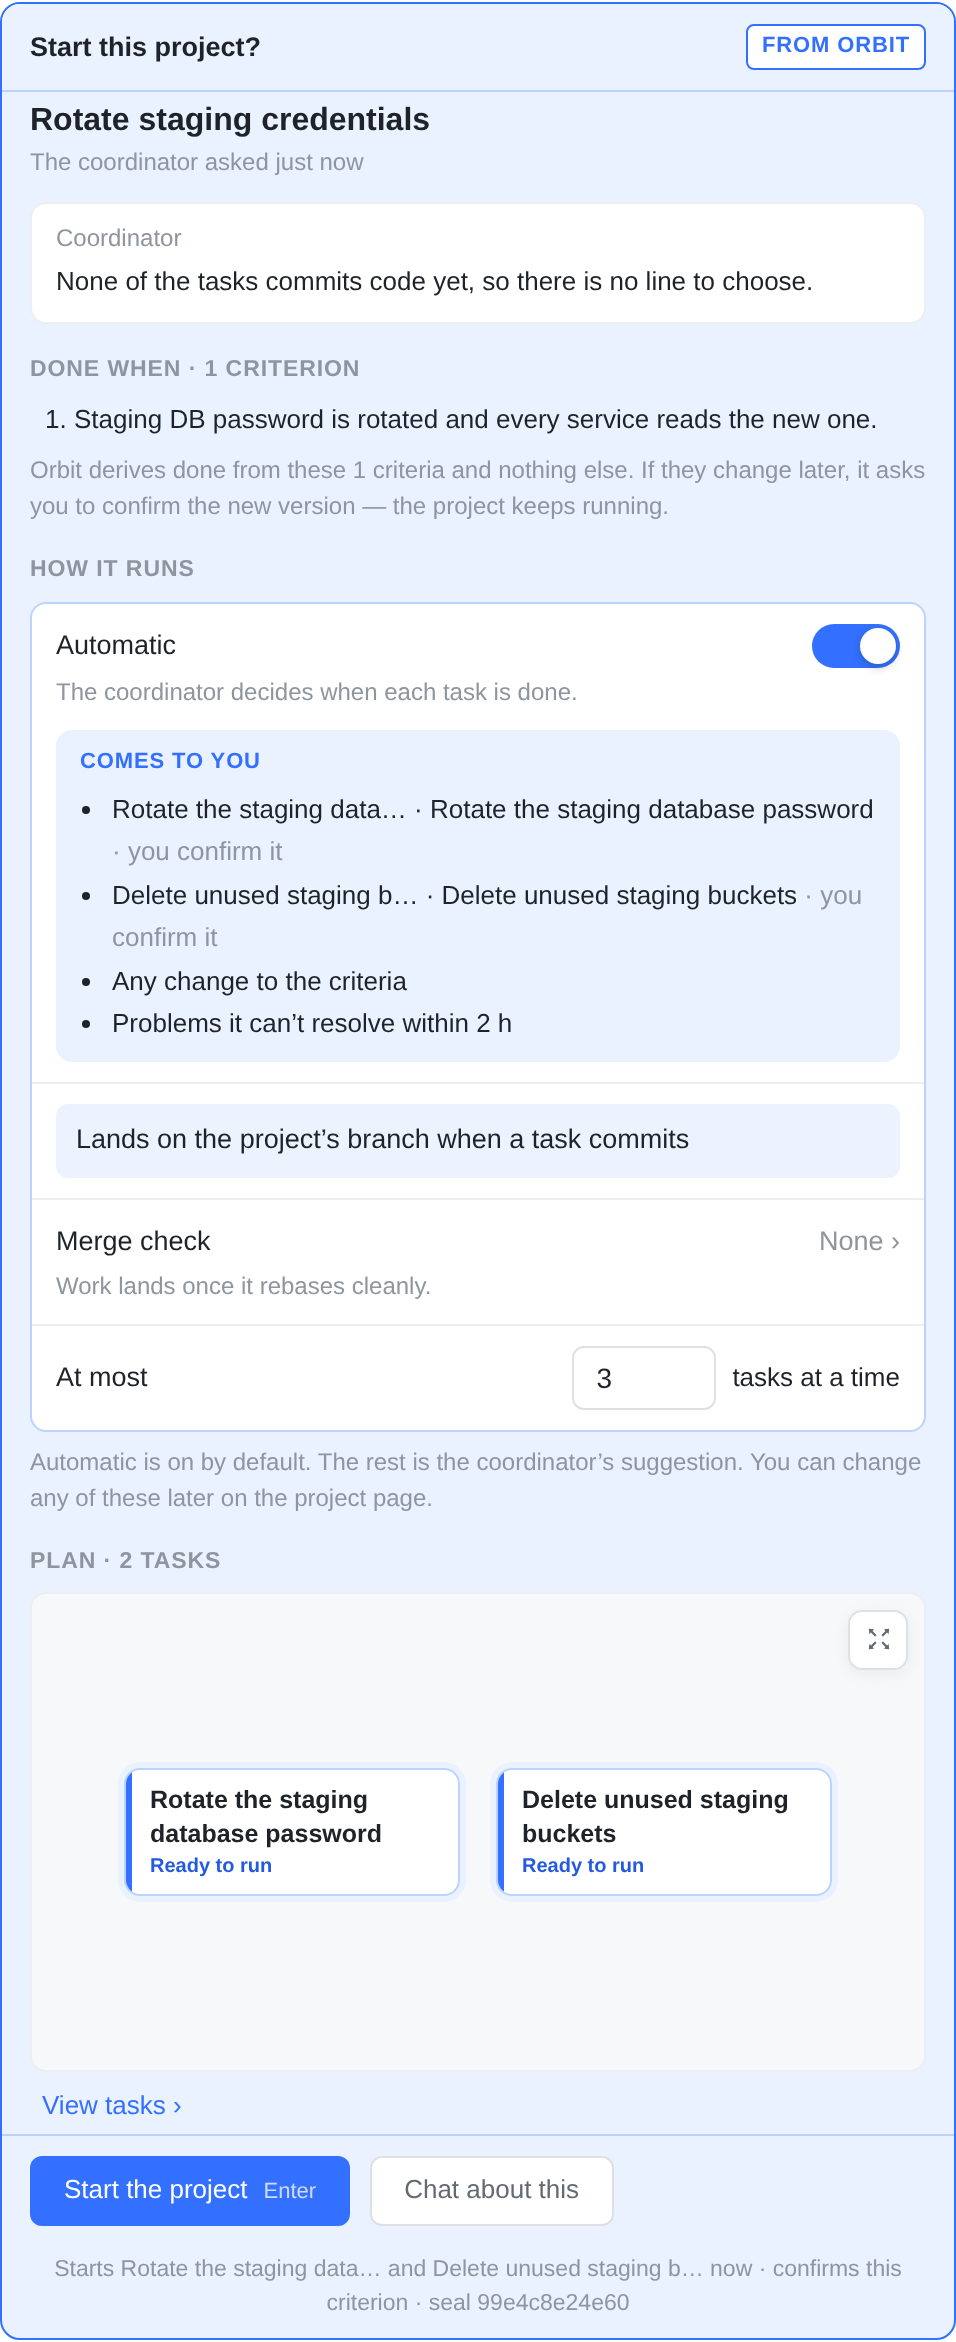 Start this project?
FROM ORBIT
Rotate staging credentials
The coordinator asked just now
Coordinator
None of the tasks commits code yet, so there is no line to choose.
DONE WHEN · 1 CRITERION
1. Staging DB password is rotated and every service reads the new one.
Orbit derives done from these 1 criteria and nothing else. If they change later, it asks
you to confirm the new version — the project keeps running.
HOW IT RUNS
Automatic
The coordinator decides when each task is done.
COMES TO YOU
• Rotate the staging data… · Rotate the staging database password
· you confirm it
• Delete unused staging b… · Delete unused staging buckets · you
confirm it
• Any change to the criteria
• Problems it can’t resolve within 2 h
Lands on the project’s branch when a task commits
Merge check
None ›
Work lands once it rebases cleanly.
At most
3
tasks at a time
Automatic is on by default. The rest is the coordinator’s suggestion. You can change
any of these later on the project page.
PLAN · 2 TASKS
Rotate the staging
database password
Ready to run
Delete unused staging
buckets
Ready to run
View tasks ›
Start the project Enter
Chat about this
Starts Rotate the staging data… and Delete unused staging b… now · confirms this
criterion · seal 99e4c8e24e60